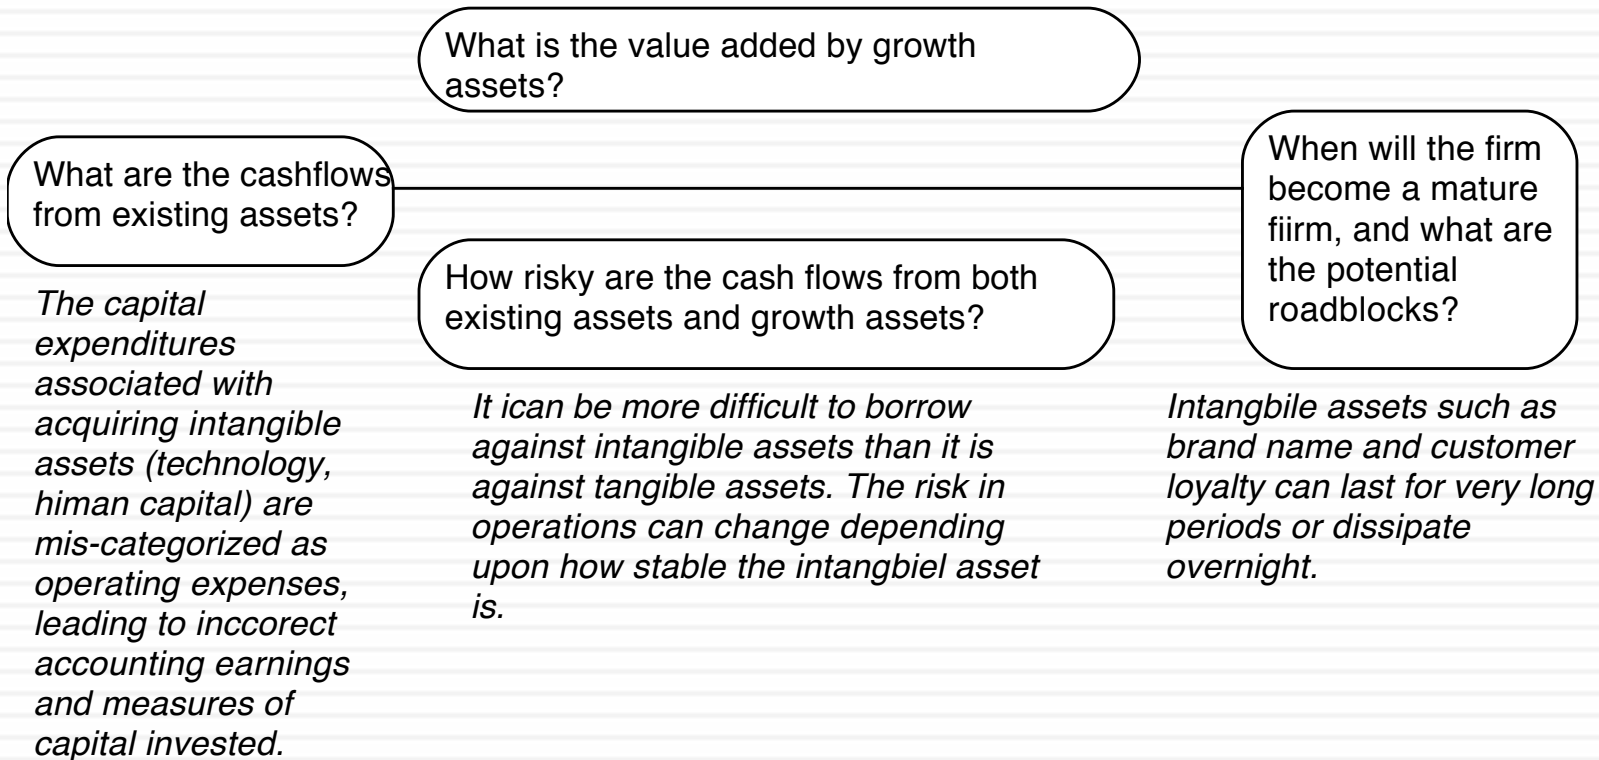 What is the value added by growth
assets?
What are the cashflows
from existing assets?
When will the firm
become a mature
fiirm, and what are
the potential
roadblocks?
How risky are the cash flows from both
existing assets and growth assets?
The capital
expenditures
associated with
acquiring intangible
assets (technology,
himan capital) are
mis-categorized as
operating expenses,
leading to inccorect
accounting earnings
and measures of
capital invested.
It ican be more difficult to borrow
against intangible assets than it is
against tangible assets. The risk in
operations can change depending
upon how stable the intangbiel asset
is.
Intangbile assets such as
brand name and customer
loyalty can last for very long
periods or dissipate
overnight.